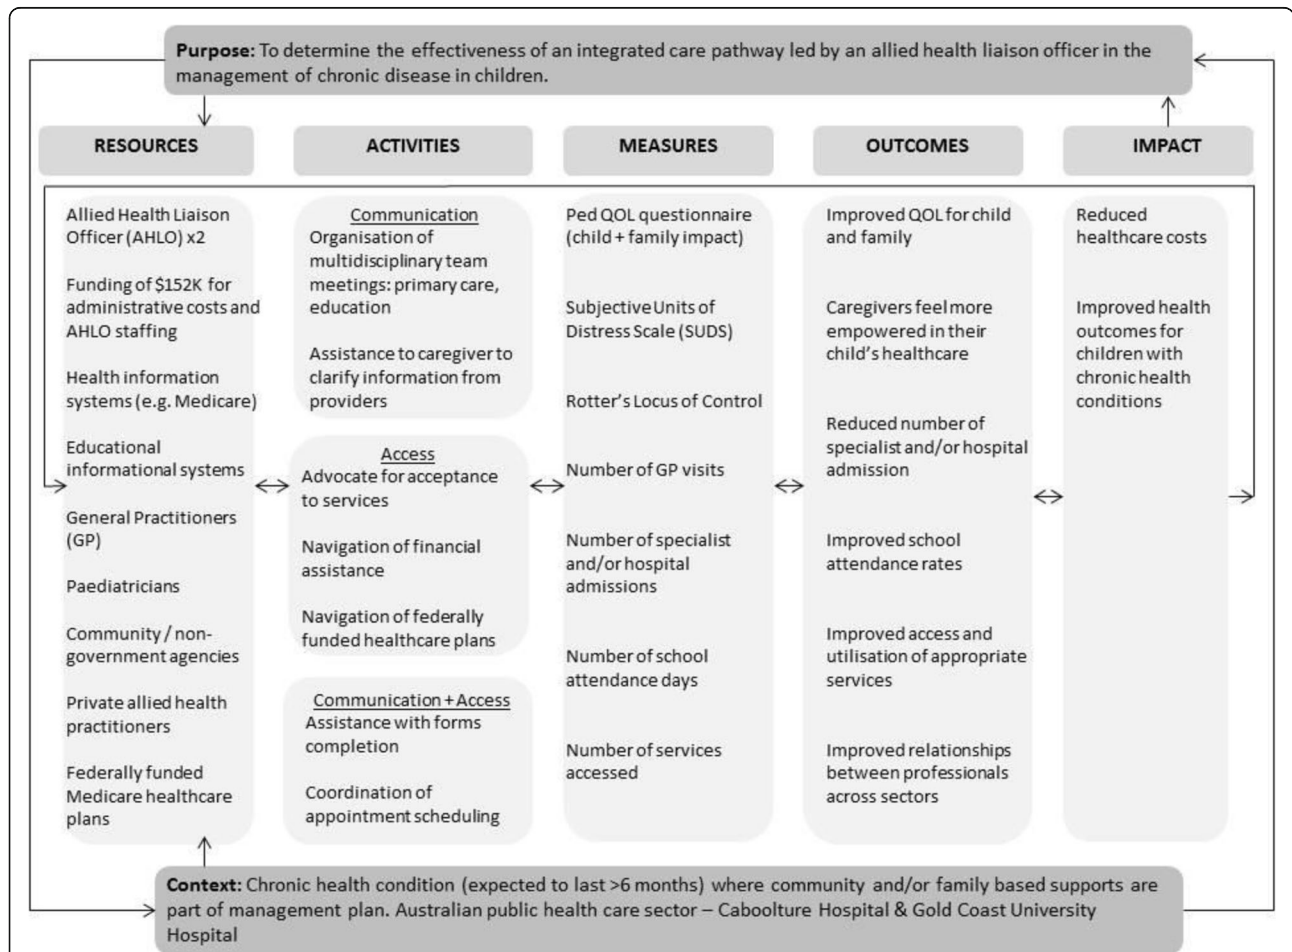 Purpose: To determine the effectiveness of an integrated care pathway led by an allied health liaison officer in the
management of chronic disease in children.
RESOURCES
ACTIVITIES
MEASURES
OUTCOMES
IMPACT
Allied Health Liaison
Officer (AHLO) x2
Funding of $152K for
administrative costs and
AHLO staffing
Health information
systems (e.g. Medicare)
Educational
informational systems
General Practitioners
(GP)
Paediatricians
Community / non-
government agencies
Private allied health
practitioners
Federally funded
Medicare healthcare
plans
Communication
Organisation of
multidisciplinary team
meetings: primary care,
education
Assistance to caregiver to
clarify information from
providers
Access
Advocate for acceptance
to services
Navigation of financial
assistance
Navigation of federally
funded healthcare plans
Communication + Access
Assistance with forms
completion
Coordination of
appointment scheduling
Ped QOL questionnaire
(child + family impact)
Subjective Units of
Distress Scale (SUDS)
Rotter's Locus of Control
Number of GP visits
Number of specialist
and/or hospital
admissions
Number of school
attendance days
Number of services
accessed
Improved QOL for child
and family
Caregivers feel more
empowered in their
child's healthcare
Reduced number of
specialist and/or hospital
admission
Improved school
attendance rates
Improved access and
utilisation of appropriate
services
Improved relationships
between professionals
across sectors
Reduced
healthcare costs
Improved health
outcomes for
children with
chronic health
conditions
Context: Chronic health condition (expected to last >6 months) where community and/or family based supports are
part of management plan. Australian public health care sector – Caboolture Hospital & Gold Coast University
Hospital